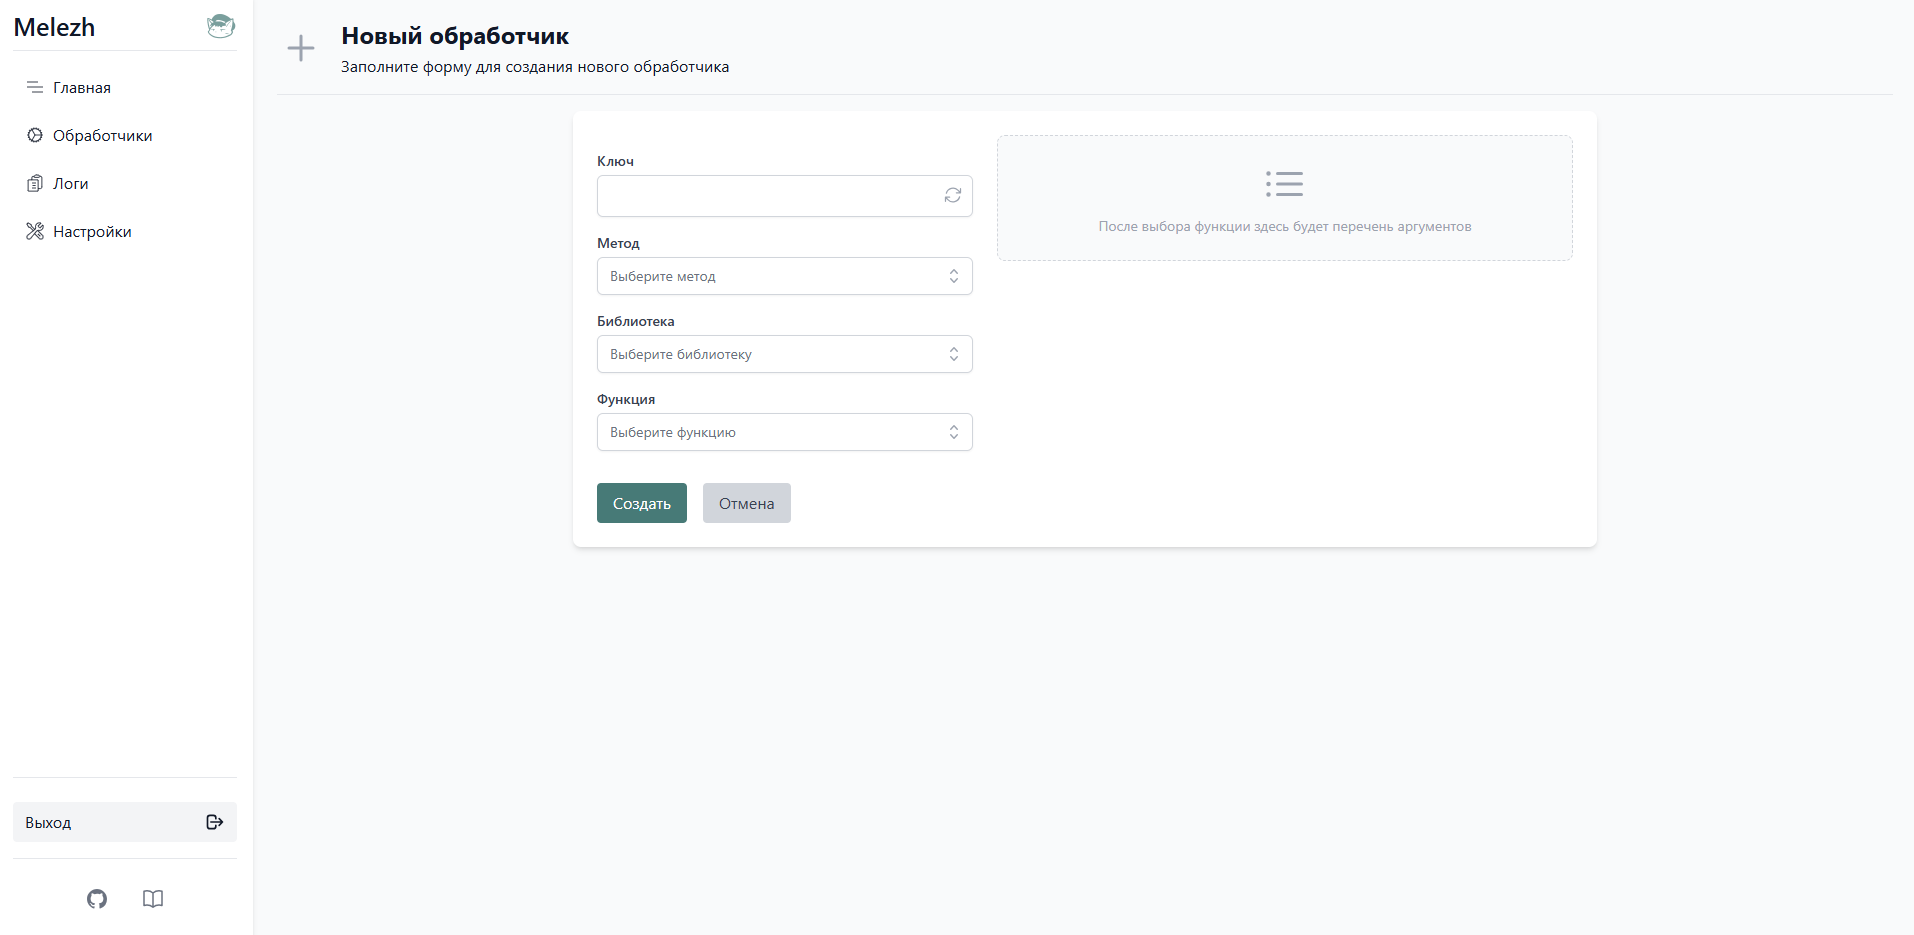 Melezh
Главная
Обработчики
Логи
Настройки
Выход
Новый обработчик
Заполните форму для создания нового обработчика
Ключ
Метод
Выберите метод
Библиотека
Выберите библиотеку
Функция
Выберите функцию
Создать
Отмена
После выбора функции здесь будет перечень аргументов